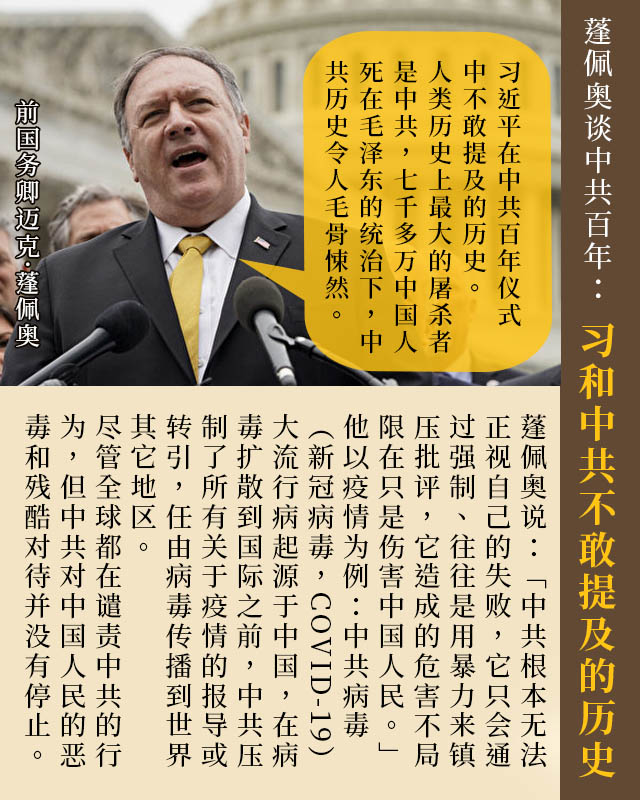 蓬佩奥谈中共百年：习和中共不敢提及的历史
习近平在中共百年仪式
中不敢提及的历史。
人类历史上最大的屠杀者
是中共，七千多万中国人
死在毛泽东的统治下，中
共历史令人毛骨悚然。
前国务卿迈克·蓬佩奥
蓬佩奥说：「中共根本无法
正视自己的失败，它只会通
过强制、往往是用暴力来镇
压批评，它造成的危害不局
限在只是伤害中国人民。」
他以疫情为例：中共病毒
(新冠病毒，COVID-19)
大流行病起源于中国，在病
毒扩散到国际之前，中共压
制了所有关于疫情的报导或
转引，任由病毒传播到世界
其它地区。
尽管全球都在谴责中共的行
为，但中共对中国人民的恶
毒和残酷对待并没有停止。